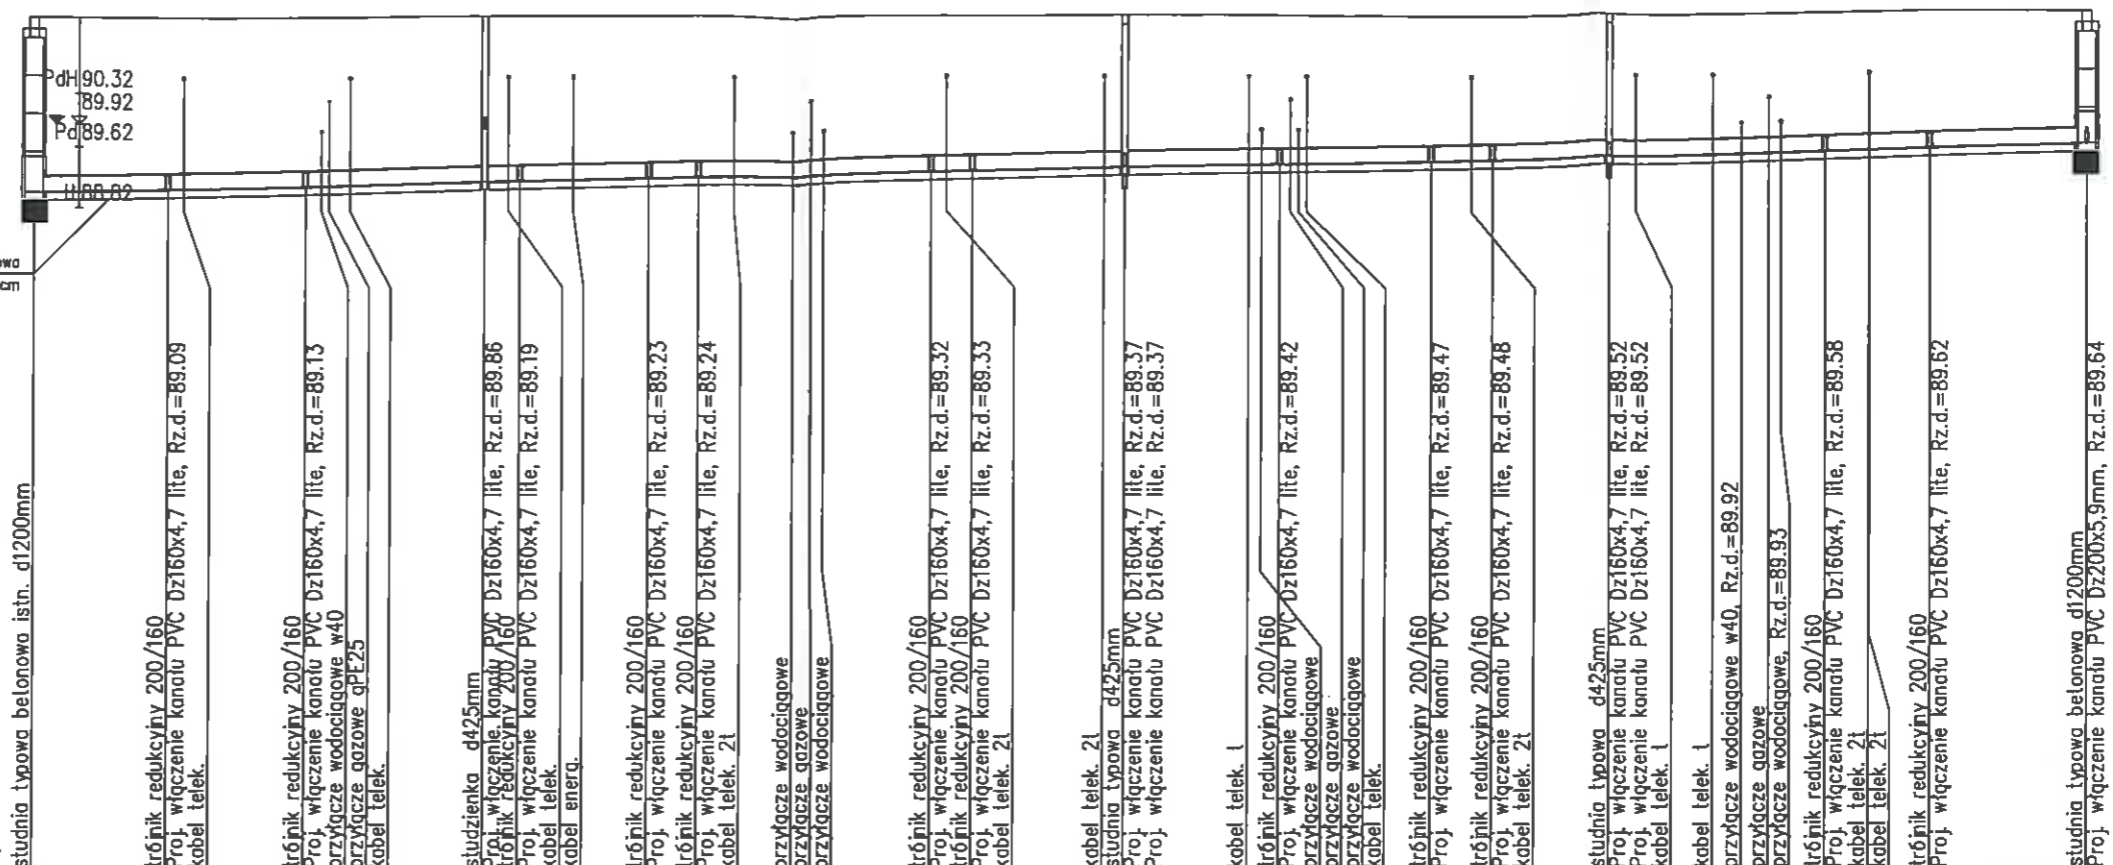 PdH 90.32
89.92
Pd 89.62
H 88.82
owa
cm
studnia typowa betonowa istn. d1200mm
trójnik redukcyjny 200/160
Proj. włączenie kanału PVC Dz160x4,7 lite, Rz.d.=89.09
kabel telek.
trójnik redukcyjny 200/160
Proj. włączenie kanału PVC Dz160x4,7 lite, Rz.d.=89.13
przyłącze wodociągowe w40
przyłącze gazowe gPE25
kabel telek.
studzienka d425mm
Proj. włączenie kanału PVC Dz160x4,7 lite, Rz.d.=89.86
trójnik redukcyjny 200/160
Proj. włączenie kanału PVC Dz160x4,7 lite, Rz.d.=89.19
kabel telek.
kabel energ.
trójnik redukcyjny 200/160
Proj. włączenie kanału PVC Dz160x4,7 lite, Rz.d.=89.23
trójnik redukcyjny 200/160
Proj. włączenie kanału PVC Dz160x4,7 lite, Rz.d.=89.24
kabel telek. 2t
przyłącze wodociągowe
przyłącze gazowe
przyłącze wodociągowe
trójnik redukcyjny 200/160
Proj. włączenie kanału PVC Dz160x4,7 lite, Rz.d.=89.32
trójnik redukcyjny 200/160
Proj. włączenie kanału PVC Dz160x4,7 lite, Rz.d.=89.33
kabel telek. 2t
kabel telek. 2t
studnia typowa d425mm
Proj. włączenie kanału PVC Dz160x4,7 lite, Rz.d.=89.37
Proj. włączenie kanału PVC Dz160x4,7 lite, Rz.d.=89.37
kabel telek. t
trójnik redukcyjny 200/160
Proj. włączenie kanału PVC Dz160x4,7 lite, Rz.d.=89.42
przyłącze wodociągowe
przyłącze gazowe
przyłącze wodociągowe
kabel telek.
trójnik redukcyjny 200/160
Proj. włączenie kanału PVC Dz160x4,7 lite, Rz.d.=89.47
trójnik redukcyjny 200/160
Proj. włączenie kanału PVC Dz160x4,7 lite, Rz.d.=89.48
kabel telek. 2t
studnia typowa d425mm
Proj. włączenie kanału PVC Dz160x4,7 lite, Rz.d.=89.52
Proj. włączenie kanału PVC Dz160x4,7 lite, Rz.d.=89.52
kabel telek. t
kabel telek. t
przyłącze wodociągowe w40, Rz.d.=89.92
przyłącze gazowe
przyłącze wodociągowe, Rz.d.=89.93
trójnik redukcyjny 200/160
Proj. włączenie kanału PVC Dz160x4,7 lite, Rz.d.=89.58
kabel telek. 2t
kabel telek. 2t
trójnik redukcyjny 200/160
Proj. włączenie kanału PVC Dz160x4,7 lite, Rz.d.=89.62
studnia typowa betonowa d1200mm
Proj. włączenie kanału PVC Dz200x5,9mm, Rz.d.=89.64